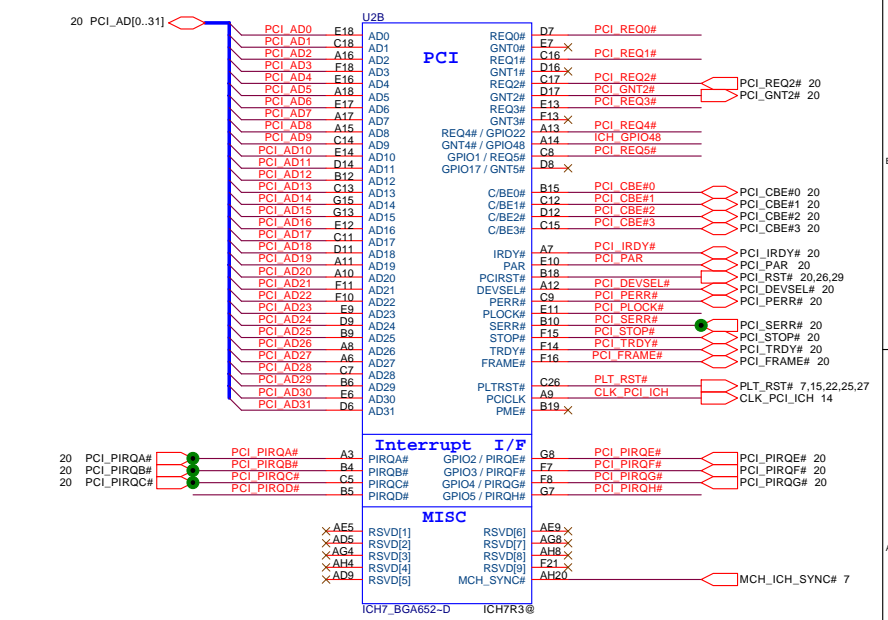 U2B
20 PCI_AD[0..31]
PCI
PCI_AD0 E18 AD0 REQ0# D7 PCI_REQ0#
PCI_AD1 C18 AD1 GNT0# E7
PCI_AD2 A16 AD2 REQ1# C16 PCI_REQ1#
PCI_AD3 F18 AD3 GNT1# D16
PCI_AD4 E16 AD4 REQ2# C17 PCI_REQ2# PCI_REQ2# 20
PCI_AD5 A18 AD5 GNT2# D17 PCI_GNT2# PCI_GNT2# 20
PCI_AD6 E17 AD6 REQ3# E13 PCI_REQ3#
PCI_AD7 A17 AD7 GNT3# F13
PCI_AD8 A15 AD8 REQ4# / GPIO22 A13 PCI_REQ4#
PCI_AD9 C14 AD9 GNT4# / GPIO48 A14 ICH_GPIO48
PCI_AD10 E14 AD10 GPIO1 / REQ5# C8 PCI_REQ5#
PCI_AD11 D14 AD11 GPIO17 / GNT5# D8
PCI_AD12 B12 AD12
PCI_AD13 C13 AD13 C/BE0# B15 PCI_CBE#0 PCI_CBE#0 20
PCI_AD14 G15 AD14 C/BE1# C12 PCI_CBE#1 PCI_CBE#1 20
PCI_AD15 G13 AD15 C/BE2# D12 PCI_CBE#2 PCI_CBE#2 20
PCI_AD16 E12 AD16 C/BE3# C15 PCI_CBE#3 PCI_CBE#3 20
PCI_AD17 C11 AD17
PCI_AD18 D11 AD18 IRDY# A7 PCI_IRDY# PCI_IRDY# 20
PCI_AD19 A11 AD19 PAR E10 PCI_PAR PCI_PAR 20
PCI_AD20 A10 AD20 PCIRST# B18 PCI_RST# 20,26,29
PCI_AD21 F11 AD21 DEVSEL# A12 PCI_DEVSEL# PCI_DEVSEL# 20
PCI_AD22 F10 AD22 PERR# C9 PCI_PERR# PCI_PERR# 20
PCI_AD23 E9 AD23 PLOCK# E11 PCI_PLOCK#
PCI_AD24 D9 AD24 SERR# B10 PCI_SERR# PCI_SERR# 20
PCI_AD25 B9 AD25 STOP# F15 PCI_STOP# PCI_STOP# 20
PCI_AD26 A8 AD26 TRDY# F14 PCI_TRDY# PCI_TRDY# 20
PCI_AD27 A6 AD27 FRAME# F16 PCI_FRAME# PCI_FRAME# 20
PCI_AD28 C7 AD28
PCI_AD29 B6 AD29 PLTRST# C26 PLT_RST# PLT_RST# 7,15,22,25,27
PCI_AD30 E6 AD30 PCICLK A9 CLK_PCI_ICH CLK_PCI_ICH 14
PCI_AD31 D6 AD31 PME# B19
Interrupt I/F
20 PCI_PIRQA# PCI_PIRQA# A3 PIRQA# GPIO2 / PIRQE# G8 PCI_PIRQE# PCI_PIRQE# 20
20 PCI_PIRQB# PCI_PIRQB# B4 PIRQB# GPIO3 / PIRQF# F7 PCI_PIRQF# PCI_PIRQF# 20
20 PCI_PIRQC# PCI_PIRQC# C5 PIRQC# GPIO4 / PIRQG# F8 PCI_PIRQG# PCI_PIRQG# 20
PCI_PIRQD# B5 PIRQD# GPIO5 / PIRQH# G7 PCI_PIRQH#
MISC
AE5 RSVD[1] RSVD[6] AE9
AD5 RSVD[2] RSVD[7] AG8
AG4 RSVD[3] RSVD[8] AH8
AH4 RSVD[4] RSVD[9] F21
AD9 RSVD[5] MCH_SYNC# AH20 MCH_ICH_SYNC# 7
ICH7_BGA652~D ICH7R3@